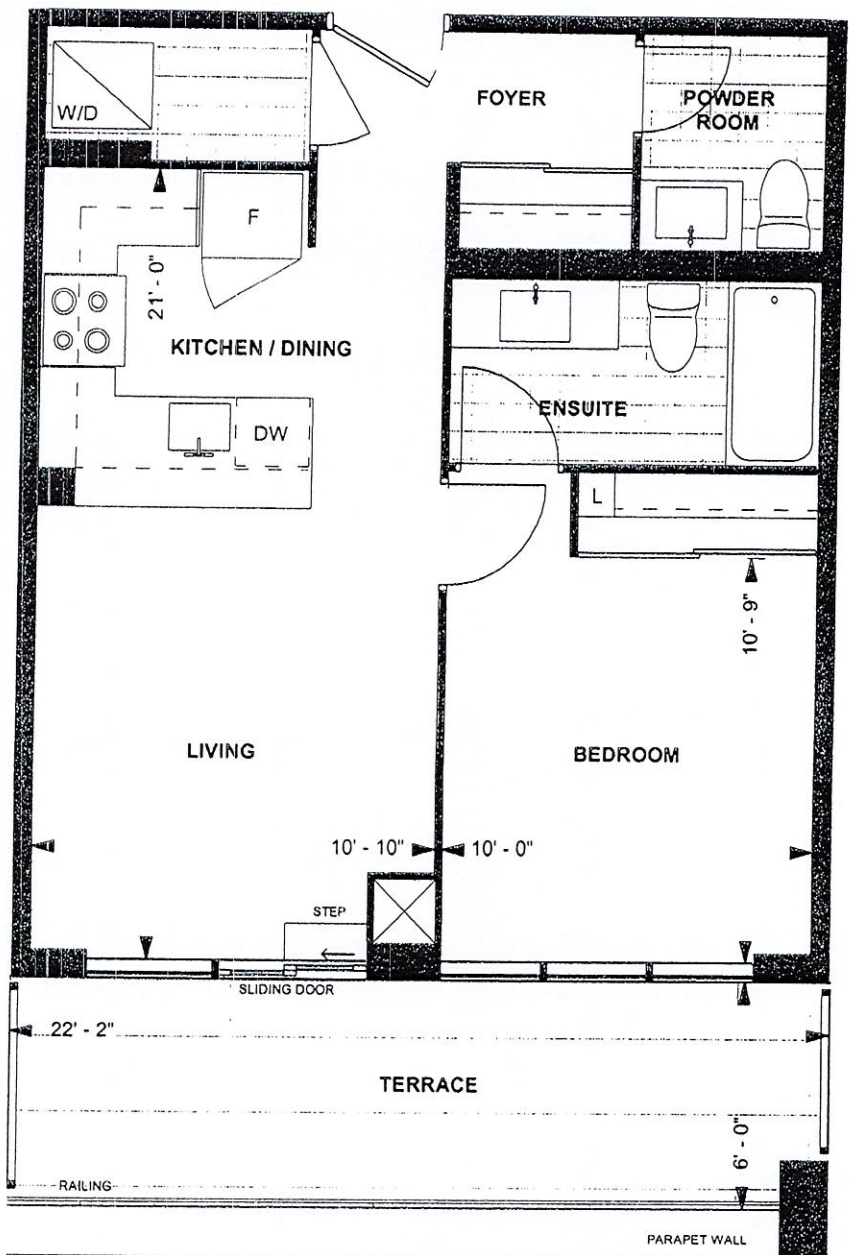 W/D
FOYER
POWDER
ROOM
F
21' - 0"
KITCHEN / DINING
ENSUITE
DW
L
10' - 9"
LIVING
BEDROOM
10' - 10"
10' - 0"
STEP
SLIDING DOOR
22' - 2"
TERRACE
6' - 0"
RAILING
PARAPET WALL